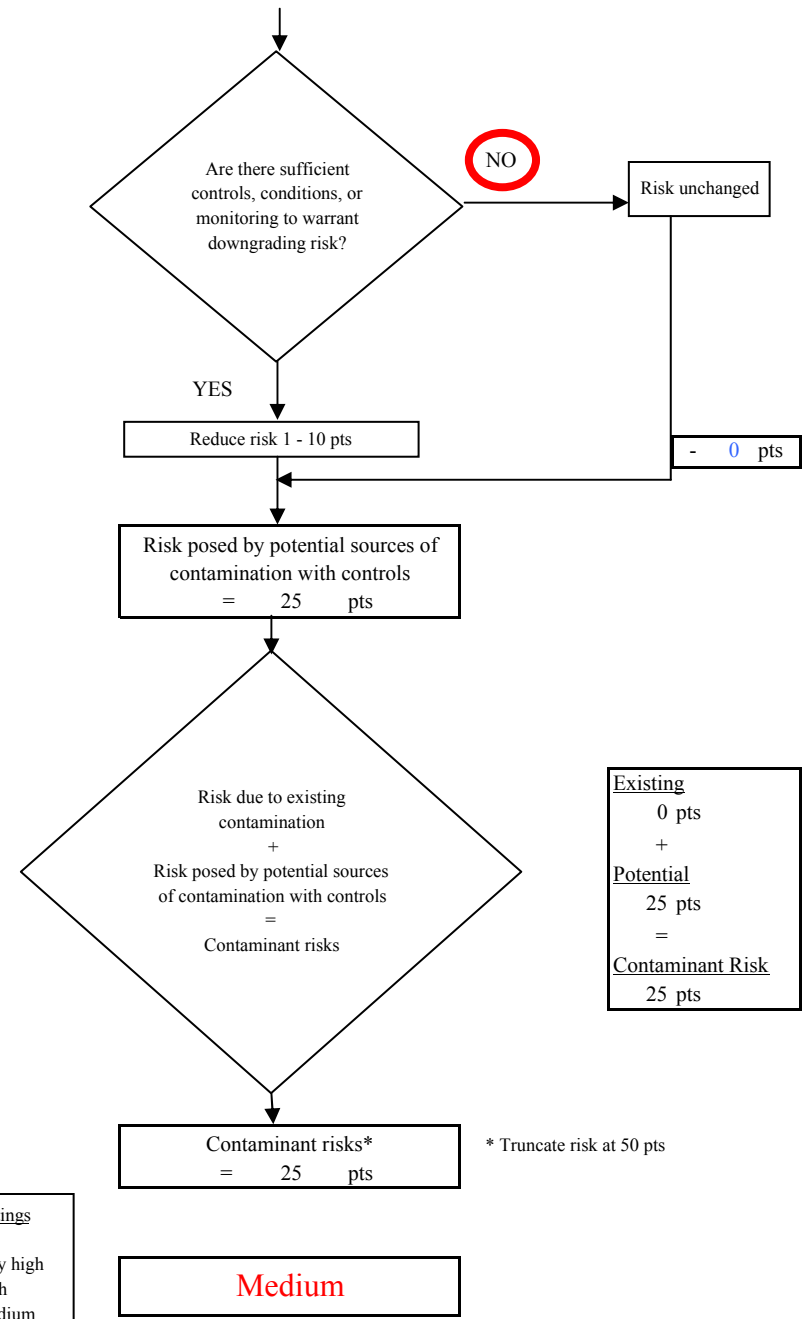 Are there sufficient
controls, conditions, or
monitoring to warrant
downgrading risk?
NO
Risk unchanged
YES
Reduce risk 1 - 10 pts
- 0 pts
Risk posed by potential sources of
contamination with controls
= 25 pts
Risk due to existing
contamination
+
Risk posed by potential sources
of contamination with controls
=
Contaminant risks
Existing
0 pts
+
Potential
25 pts
=
Contaminant Risk
25 pts
Contaminant risks*
= 25 pts
* Truncate risk at 50 pts
high
Medium